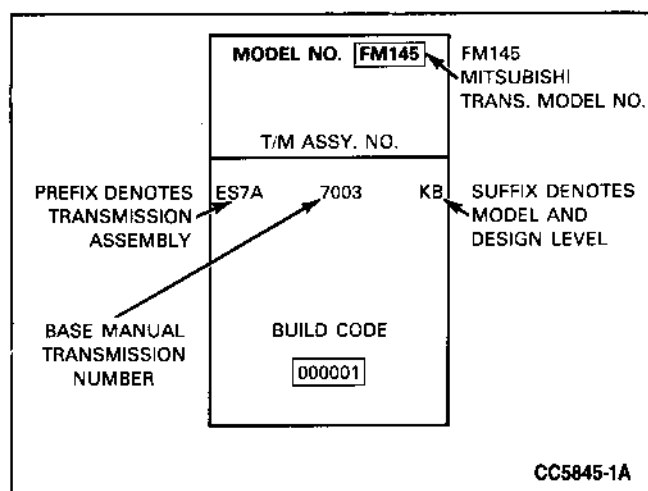 MODEL NO. FM145
FM145
MITSUBISHI
TRANS. MODEL NO.
T/M ASSY. NO.
PREFIX DENOTES
TRANSMISSION
ASSEMBLY
ES7A 7003 KB
SUFFIX DENOTES
MODEL AND
DESIGN LEVEL
BASE MANUAL
TRANSMISSION
NUMBER
BUILD CODE
000001
CC5845-1A